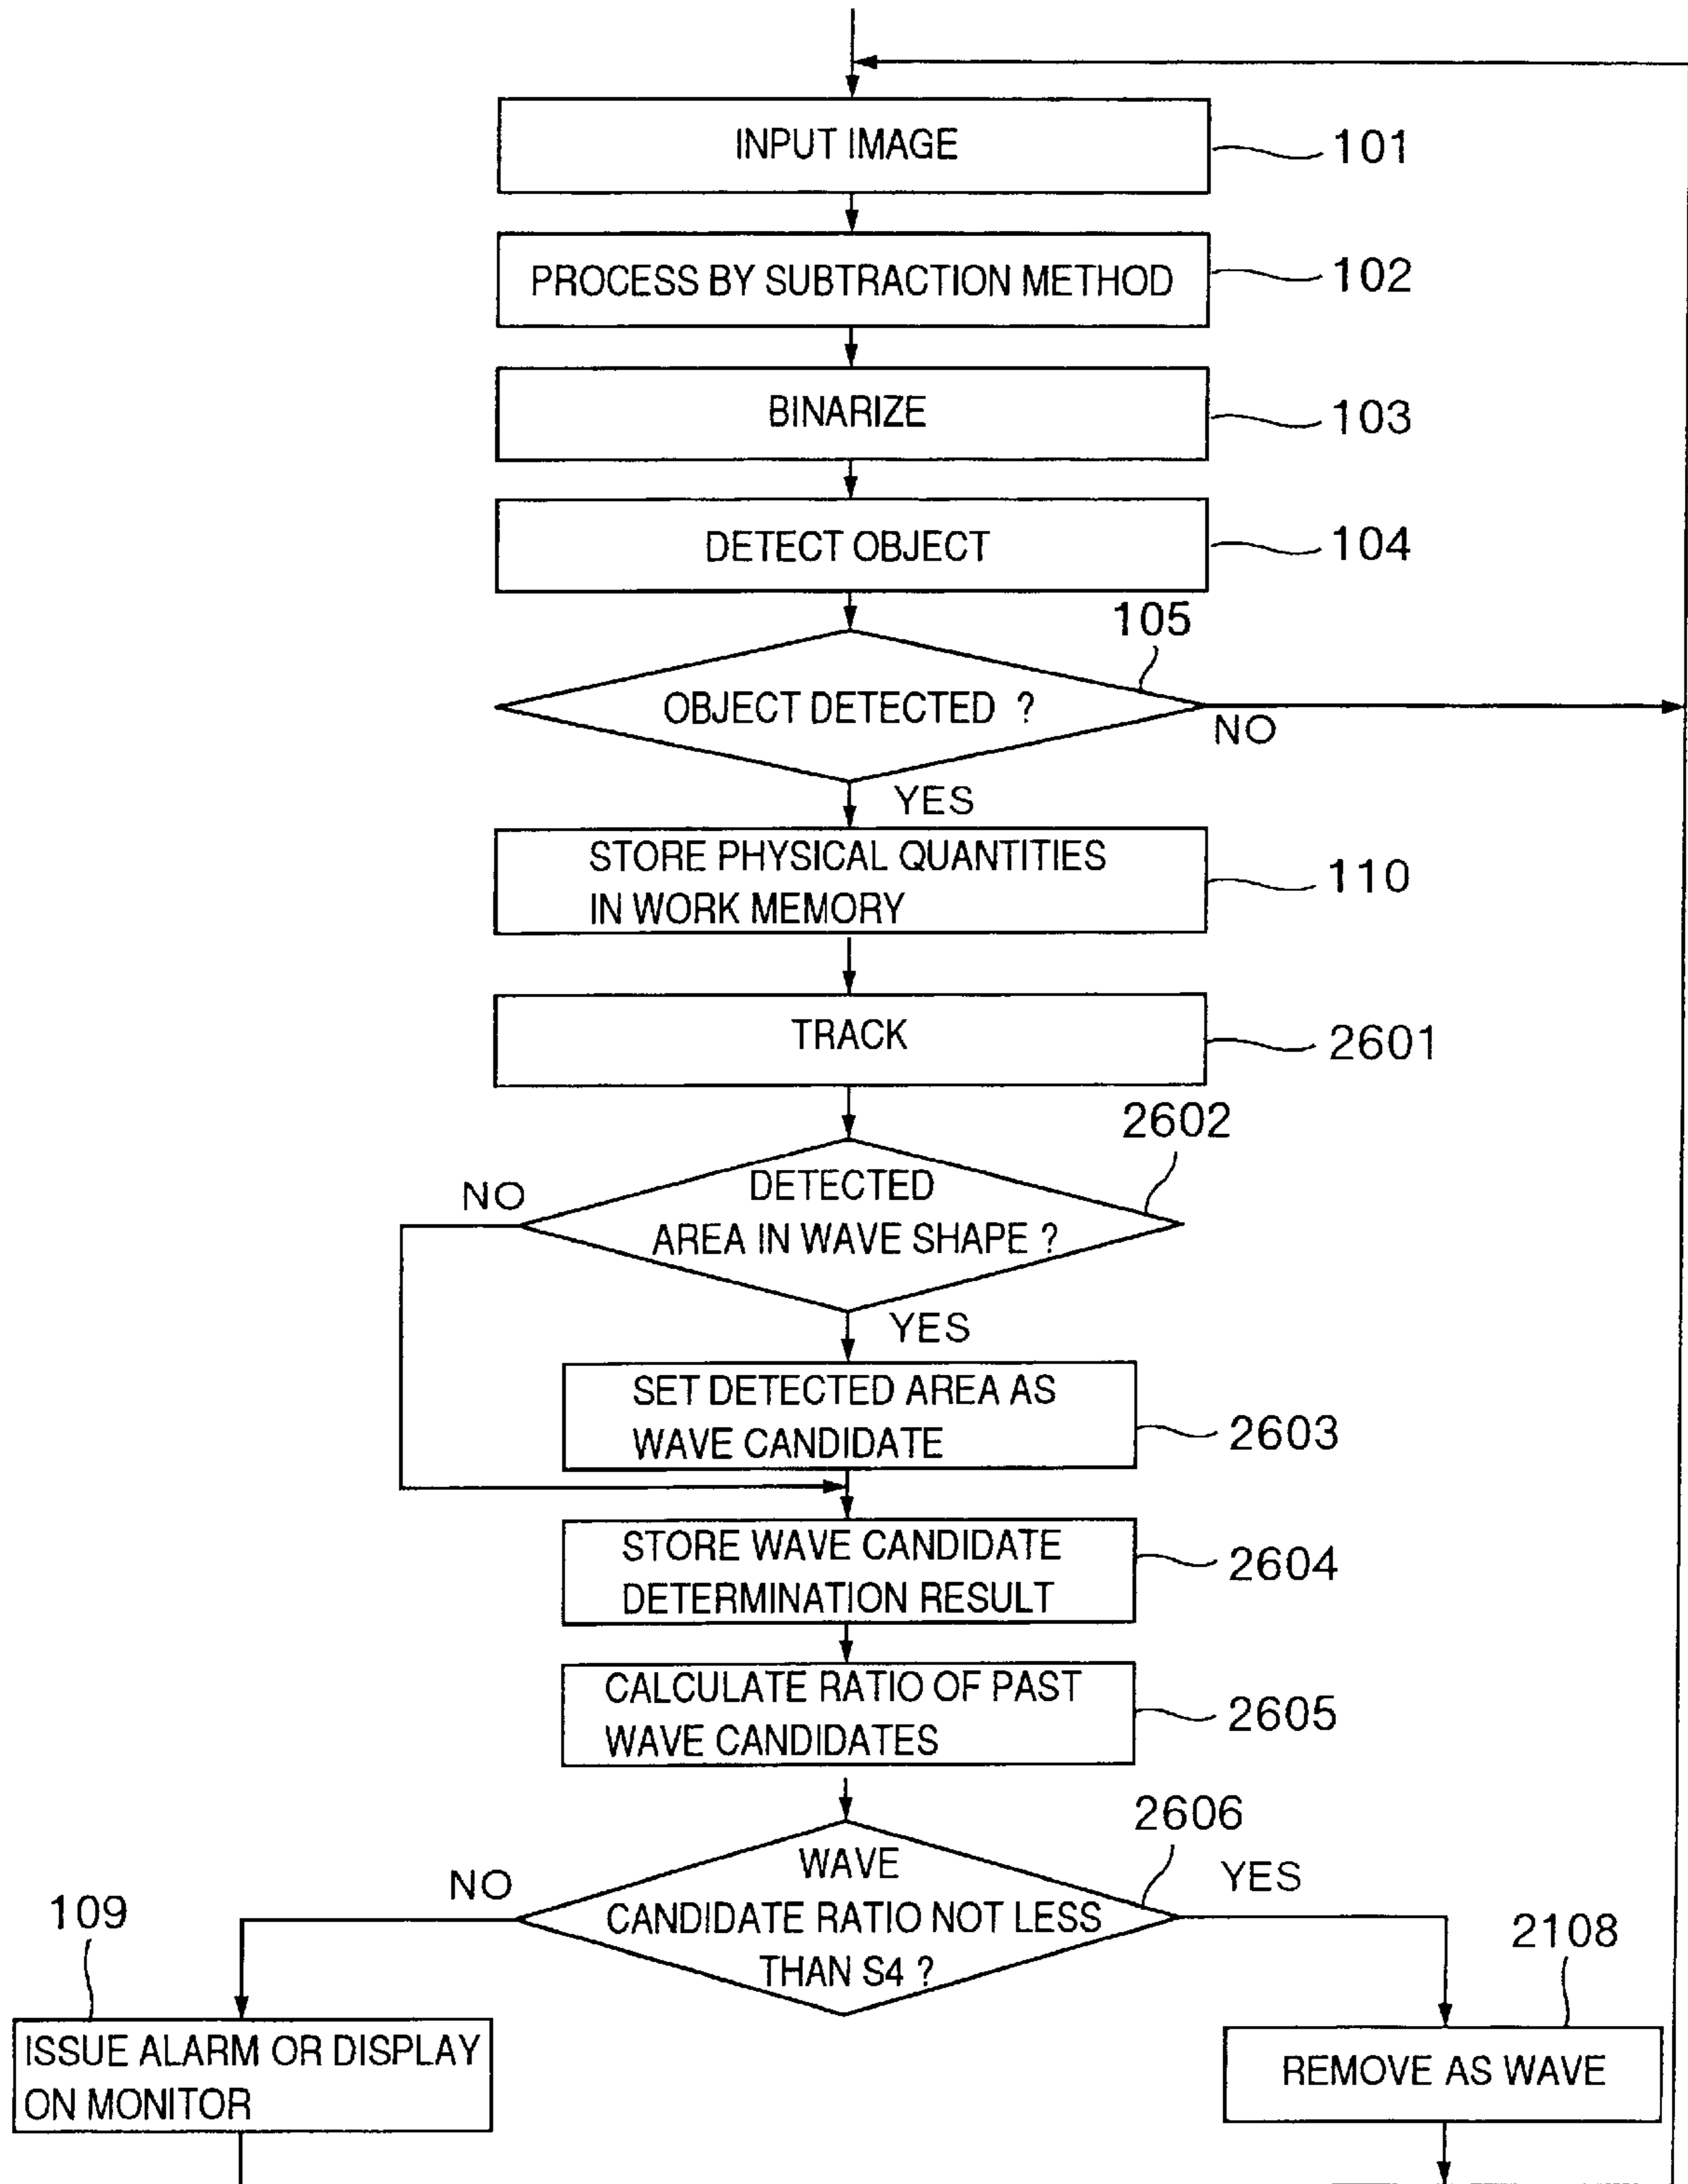 INPUT IMAGE
101
PROCESS BY SUBTRACTION METHOD
102
BINARIZE
103
DETECT OBJECT
104
105
OBJECT DETECTED ?
NO
YES
STORE PHYSICAL QUANTITIES
IN WORK MEMORY
110
TRACK
2601
2602
NO
DETECTED
AREA IN WAVE SHAPE ?
YES
SET DETECTED AREA AS
WAVE CANDIDATE
2603
STORE WAVE CANDIDATE
DETERMINATION RESULT
2604
CALCULATE RATIO OF PAST
WAVE CANDIDATES
2605
2606
NO
WAVE
CANDIDATE RATIO NOT LESS
THAN S4 ?
YES
109
2108
ISSUE ALARM OR DISPLAY
ON MONITOR
REMOVE AS WAVE